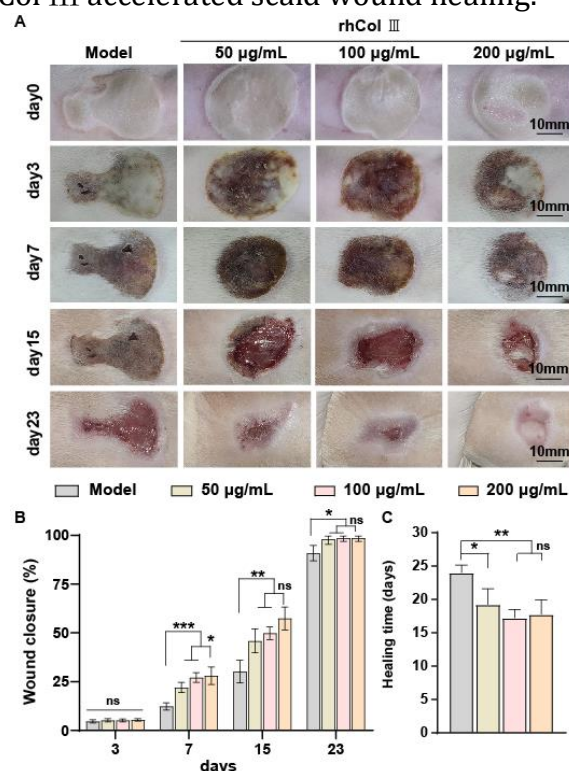 Col III accelerated scald wound healing.
A
rhCol Ⅲ
Model 50 µg/mL 100 µg/mL 200 µg/mL
day0
10mm
day3
10mm
day7
10mm
day15
10mm
day23
10mm
Model 50 µg/mL 100 µg/mL 200 µg/mL
B
Wound closure (%)
100
75
50
25
0
ns
***
*
**
ns
*
ns
3 7 15 23
days
C
Healing time (days)
30
25
20
15
10
5
0
*
**
ns